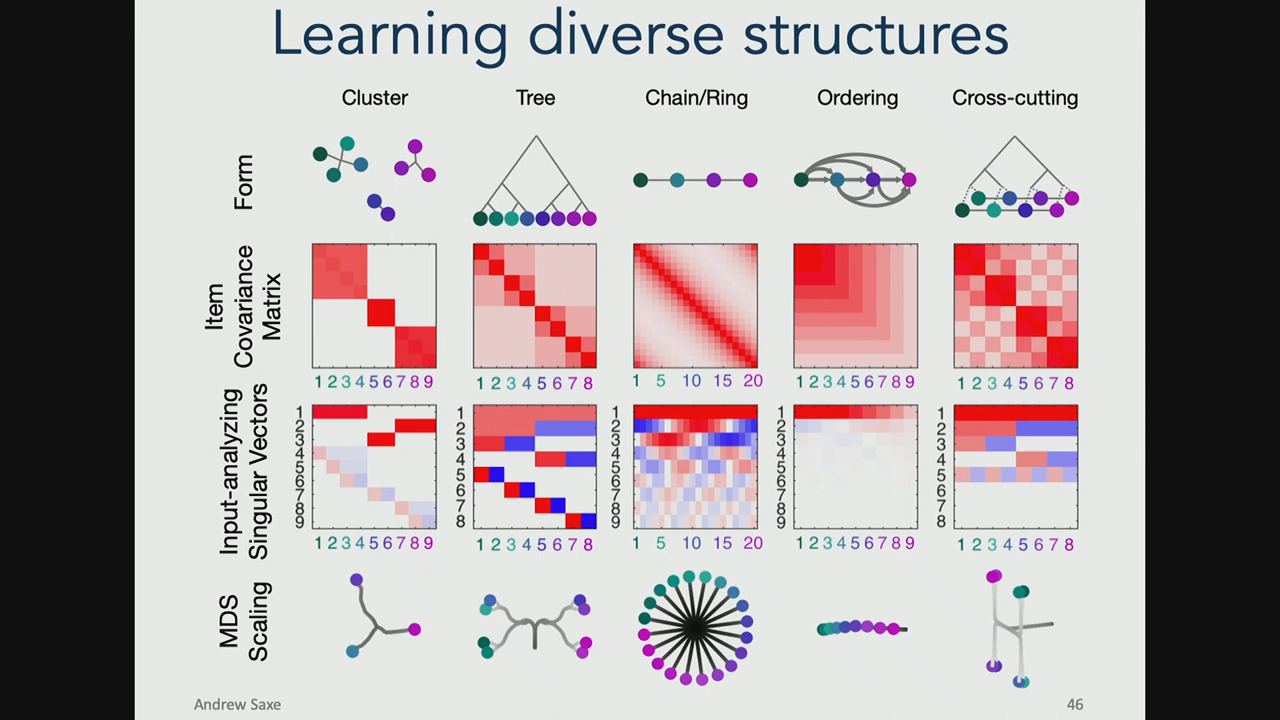 Learning diverse structures
Cluster Tree Chain/Ring Ordering Cross-cutting
Form
Item
Covariance
Matrix
1 2 3 4 5 6 7 8 9 1 2 3 4 5 6 7 8 1 5 10 15 20 1 2 3 4 5 6 7 8 9 1 2 3 4 5 6 7 8
Input-analyzing
Singular Vectors
1 1 1 1 1
2 2 2 2 2
3 3 3 3 3
4 4 4 4 4
5 5 5 5 5
6 6 6 6 6
7 7 7 7 7
8 8 8 8 8
9 9 9
1 2 3 4 5 6 7 8 9 1 2 3 4 5 6 7 8 1 5 10 15 20 1 2 3 4 5 6 7 8 9 1 2 3 4 5 6 7 8
MDS
Scaling
Andrew Saxe 46